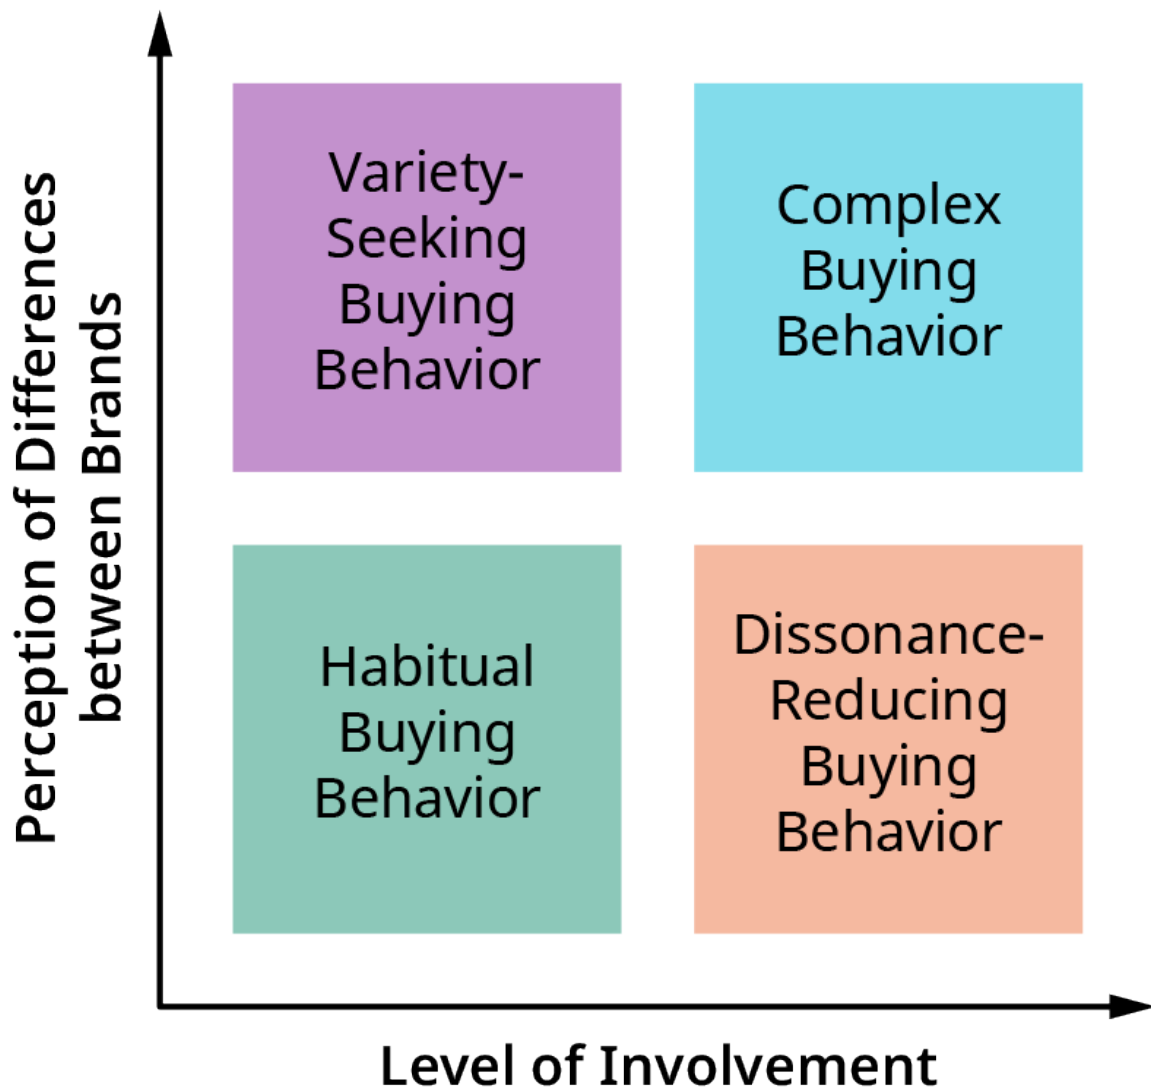 Perception of Differences
between Brands
Variety-
Seeking
Buying
Behavior
Complex
Buying
Behavior
Habitual
Buying
Behavior
Dissonance-
Reducing
Buying
Behavior
Level of Involvement